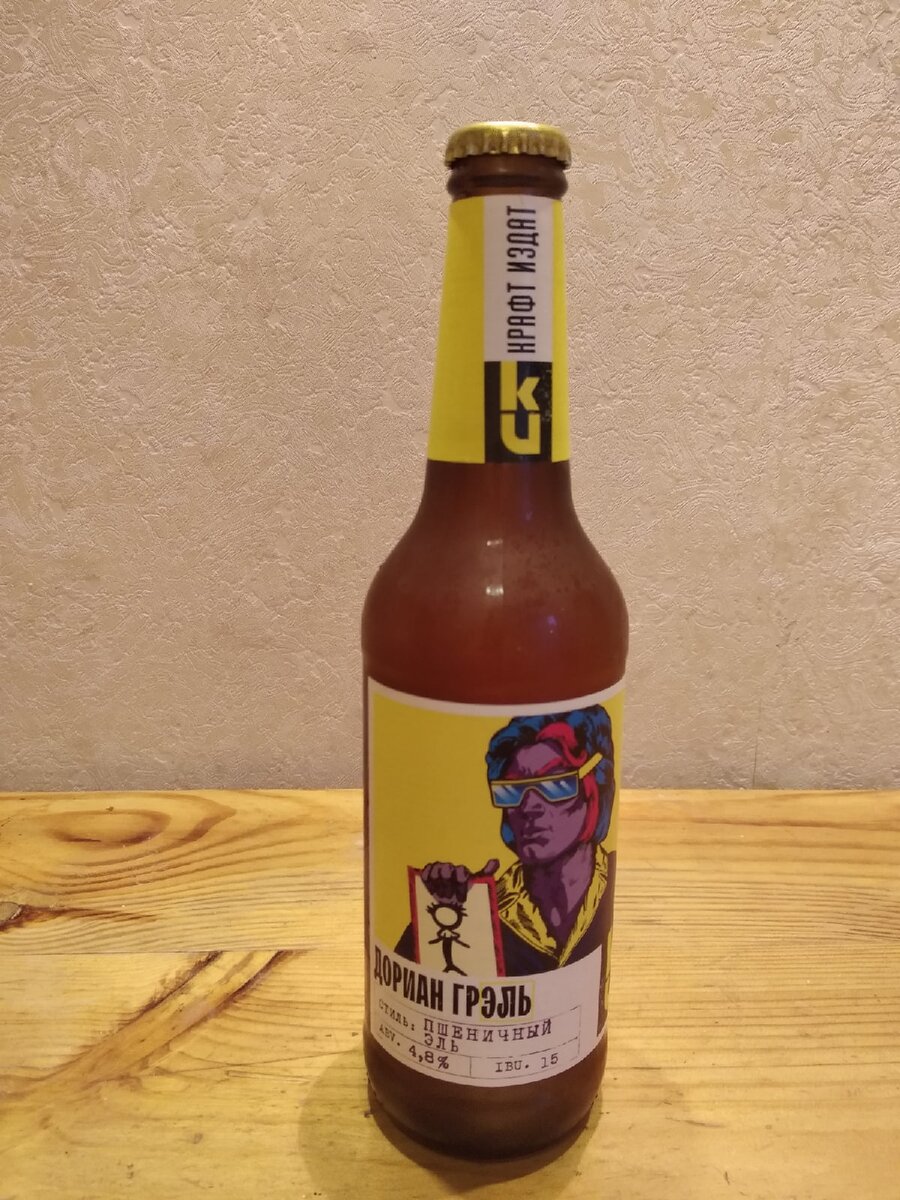 КРАФТ ИЗДАТ
КИ
ДОРИАН ГРЭЛЬ
СТИЛЬ: ПШЕНИЧНЫЙ
ЭЛЬ
ABV. 4,8%
IBU. 15